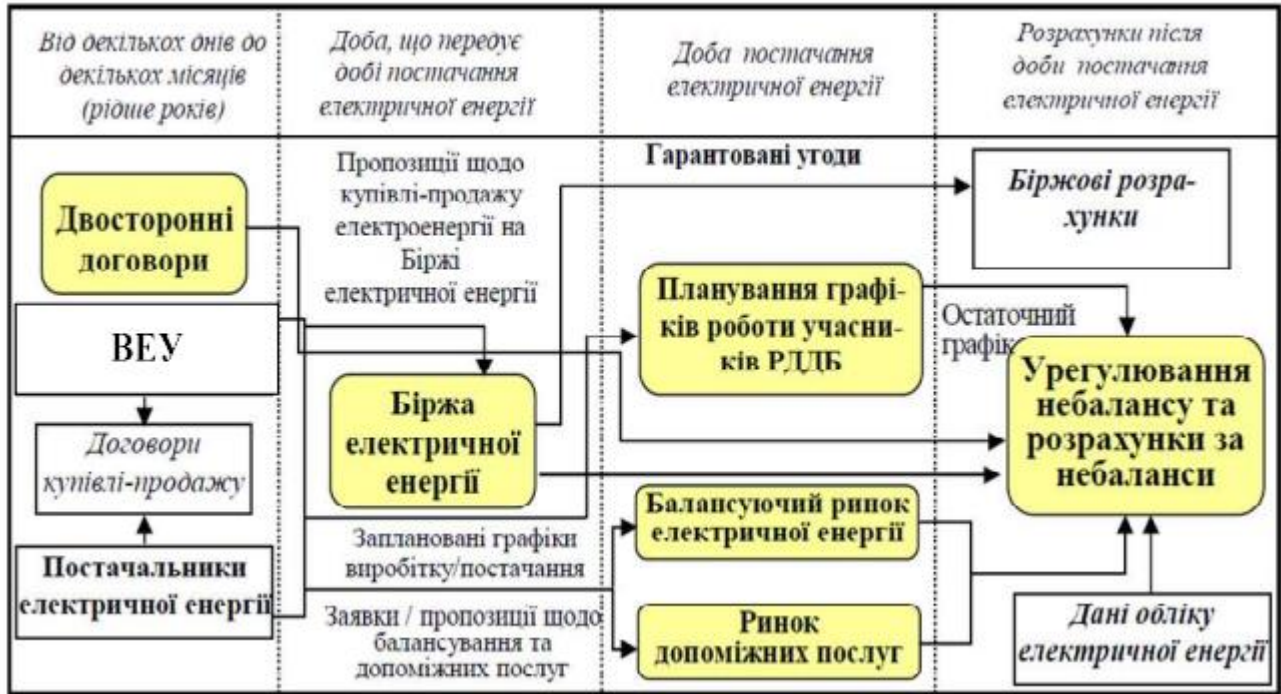 Від декількох днів до
декількох місяців
(рідше років)
Доба, що передує
добі постачання
електричної енергії
Доба постачання
електричної енергії
Розрахунки після
доби постачання
електричної енергії
Двосторонні
договори
ВЕУ
Договори
купівлі-продажу
Постачальники
електричної енергії
Пропозиції щодо
купівлі-продажу
електроенергії на
Біржі
електричної енергії
Біржа
електричної
енергії
Заплановані графіки
виробітку/постачання
Заявки / пропозиції щодо
балансування та
допоміжних послуг
Гарантовані угоди
Планування графі-
ків роботи учасни-
ків РДДБ
Балансуючий ринок
електричної енергії
Ринок
допоміжних послуг
Біржові розра-
хунки
Остаточний
графік
Урегулювання
небалансу та
розрахунки за
небаланси
Дані обліку
електричної енергії